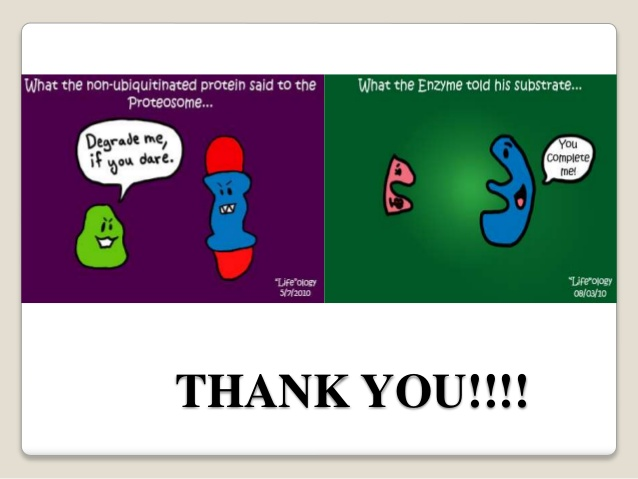 What the non-ubiquitinated protein said to the
Proteosome...
Degrade me,
if you dare.
"Life"ology
5/7/2010
What the Enzyme told his substrate...
You
Complete
me!
"Life"ology
08/03/10
THANK YOU!!!!